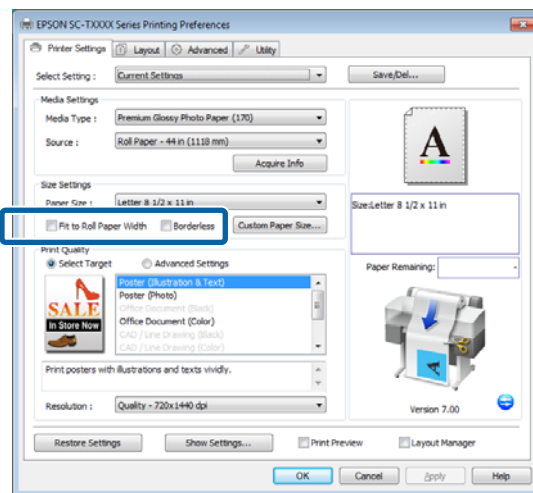 EPSON SC-TXXXX Series Printing Preferences
Printer Settings Layout Advanced Utility
Select Setting : Current Settings Save/Del...
Media Settings
Media Type : Premium Glossy Photo Paper (170)
Source : Roll Paper - 44 in (1118 mm)
Acquire Info
A
Size Settings
Paper Size : Letter 8 1/2 x 11 in
Fit to Roll Paper Width Borderless Custom Paper Size...
Size:Letter 8 1/2 x 11 in
Print Quality
Select Target Advanced Settings
Paper Remaining:
SALE
In Store Now
Poster (Illustration & Text)
Poster (Photo)
Office Document (Black)
Office Document (Color)
CAD / Line Drawing (Black)
CAD / Line Drawing (Color)
Print posters with illustrations and texts vividly.
A
Resolution : Quality - 720x1440 dpi
Version 7.00
Restore Settings Show Settings... Print Preview Layout Manager
OK Cancel Apply Help